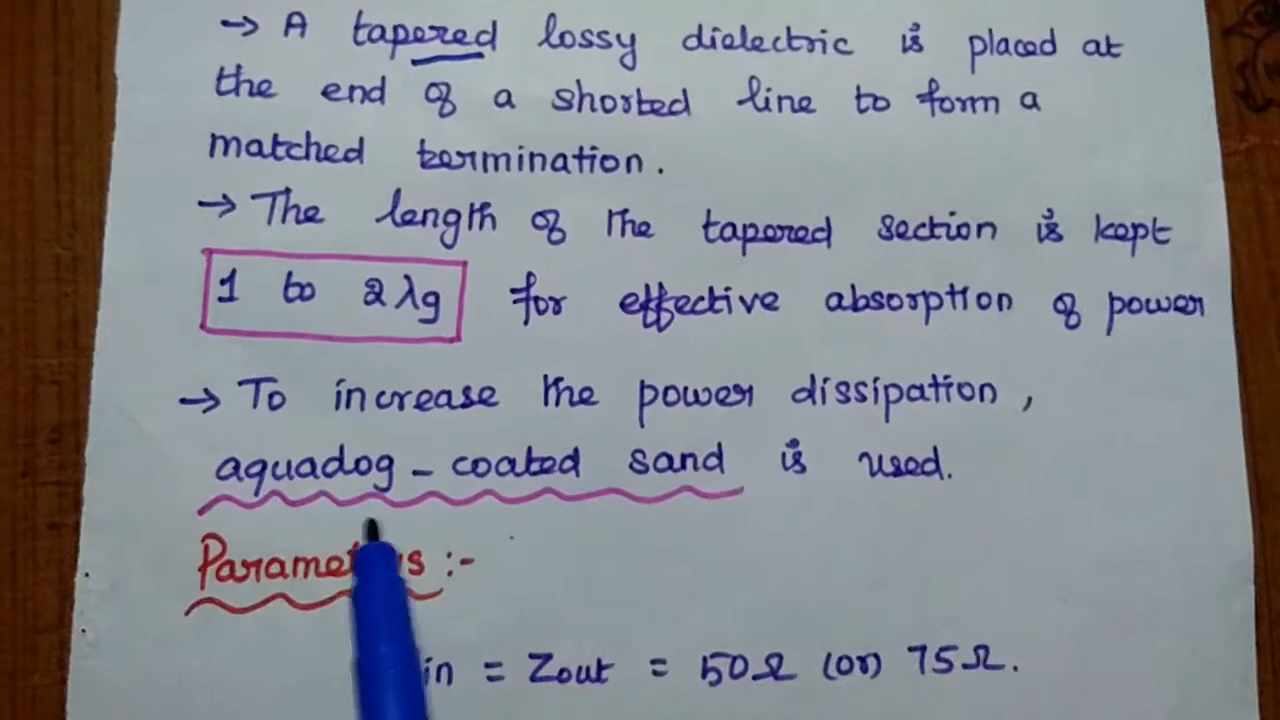 → A tapered lossy dielectric is placed at
the end of a shorted line to form a
matched termination.
→ The length of the tapered section is kept
1 to 2λg for effective absorption of power
→ To increase the power dissipation,
aquadog - coated sand is used.
:-
in = Zout = 50Ω (or) 75Ω.